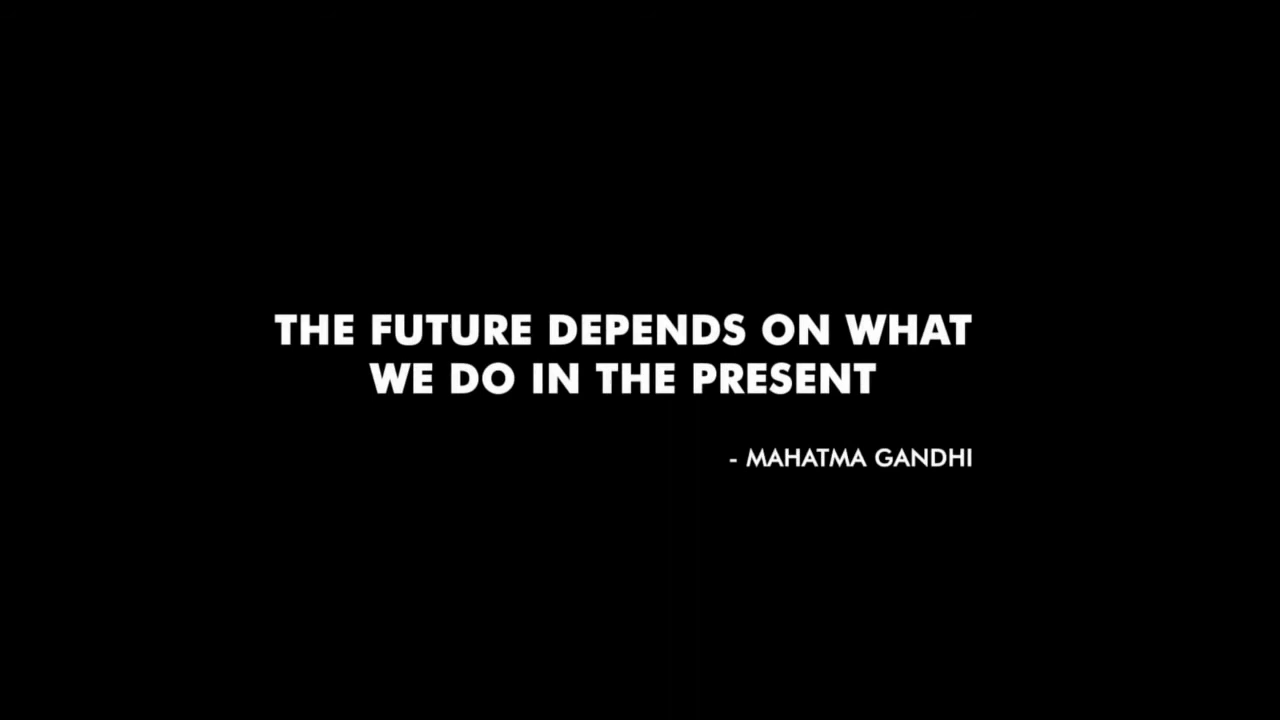 THE FUTURE DEPENDS ON WHAT
WE DO IN THE PRESENT
- MAHATMA GANDHI